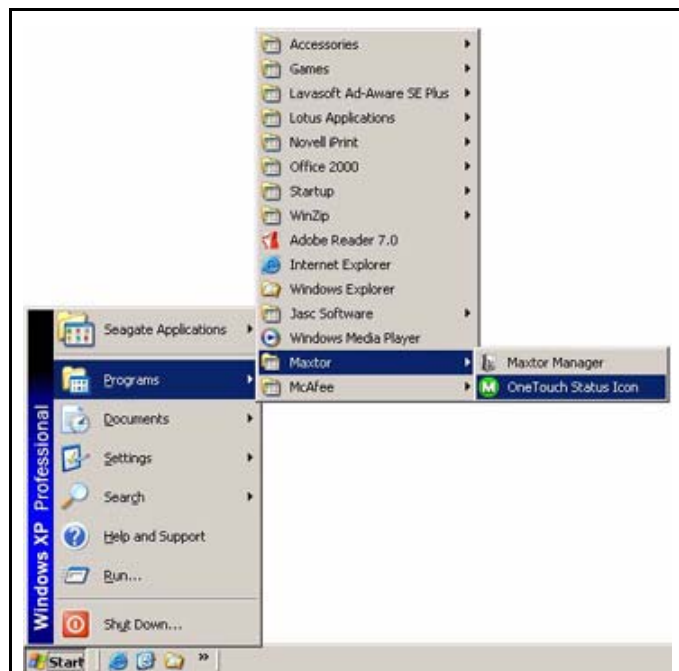 Accessories
Games
Lavasoft Ad-Aware SE Plus
Lotus Applications
Novell iPrint
Office 2000
Startup
WinZip
Adobe Reader 7.0
Internet Explorer
Windows Explorer
Jasc Software
Windows Media Player
Maxtor
McAfee
Maxtor Manager
OneTouch Status Icon
Seagate Applications
Programs
Documents
Settings
Search
Help and Support
Run...
Shut Down...
Windows XP Professional
Start